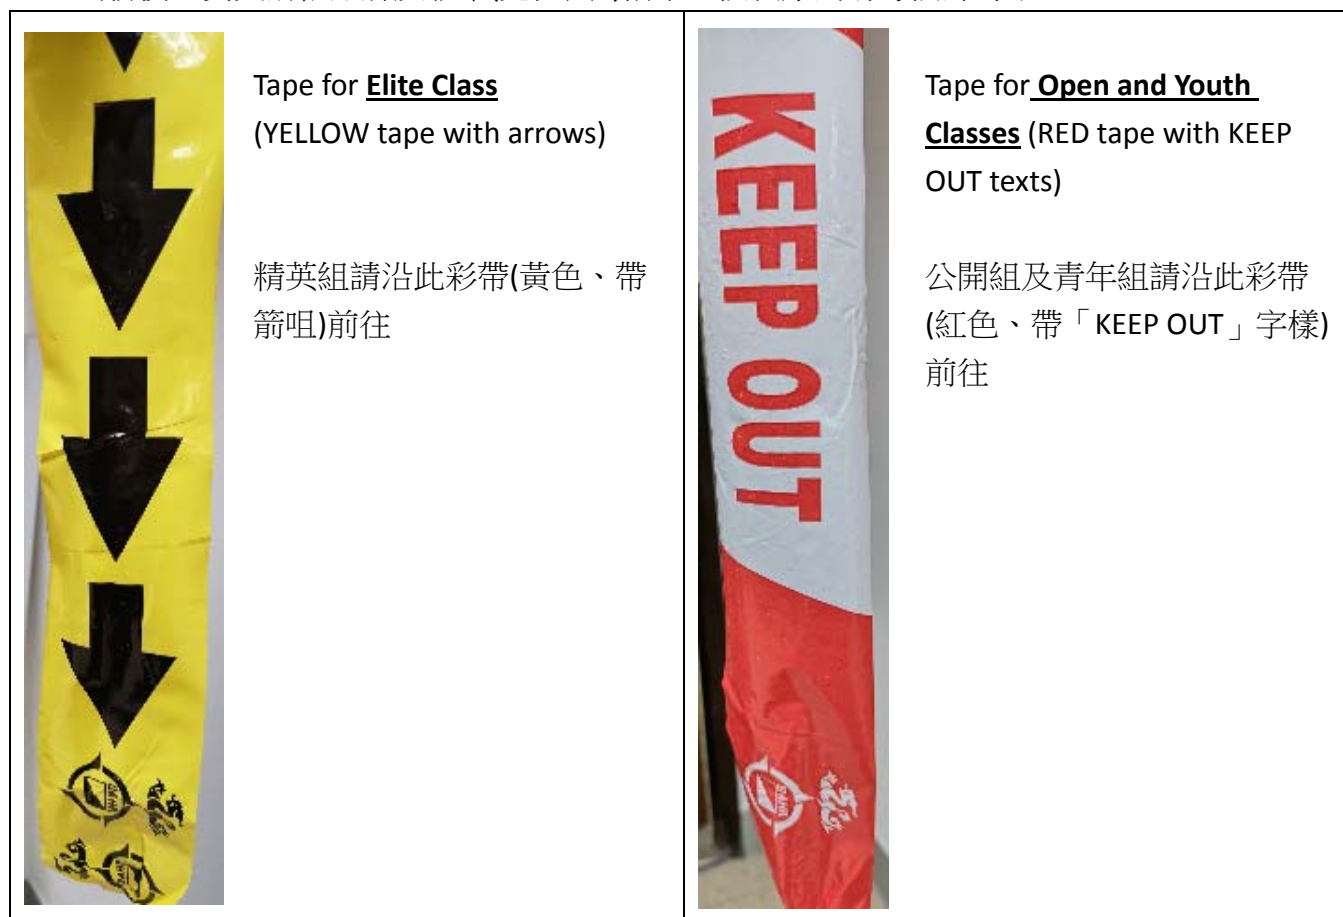 Tape for Elite Class
(YELLOW tape with arrows)
精英組請沿此彩帶(黃色、帶
箭咀)前往
KEEP OUT
Tape for Open and Youth
Classes (RED tape with KEEP
OUT texts)
公開組及青年組請沿此彩帶
(紅色、帶「KEEP OUT」字樣)
前往